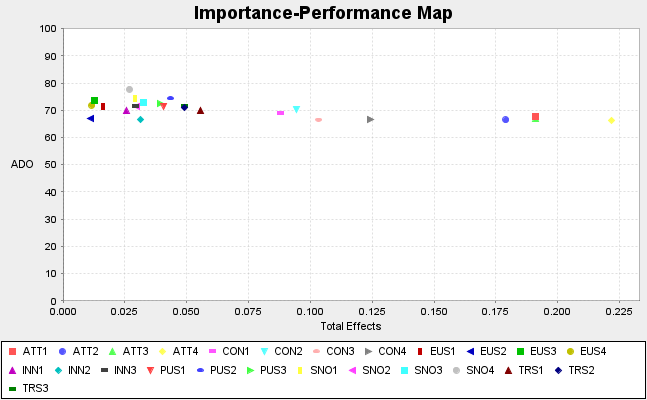 Importance-Performance Map
100
90
80
70
60
50
40
30
20
10
0
ADO
0.000 0.025 0.050 0.075 0.100 0.125 0.150 0.175 0.200 0.225
Total Effects
ATT1 ATT2 ATT3 ATT4 CON1 CON2 CON3 CON4 EUS1 EUS2 EUS3 EUS4
INN1 INN2 INN3 PUS1 PUS2 PUS3 SNO1 SNO2 SNO3 SNO4 TRS1 TRS2
TRS3